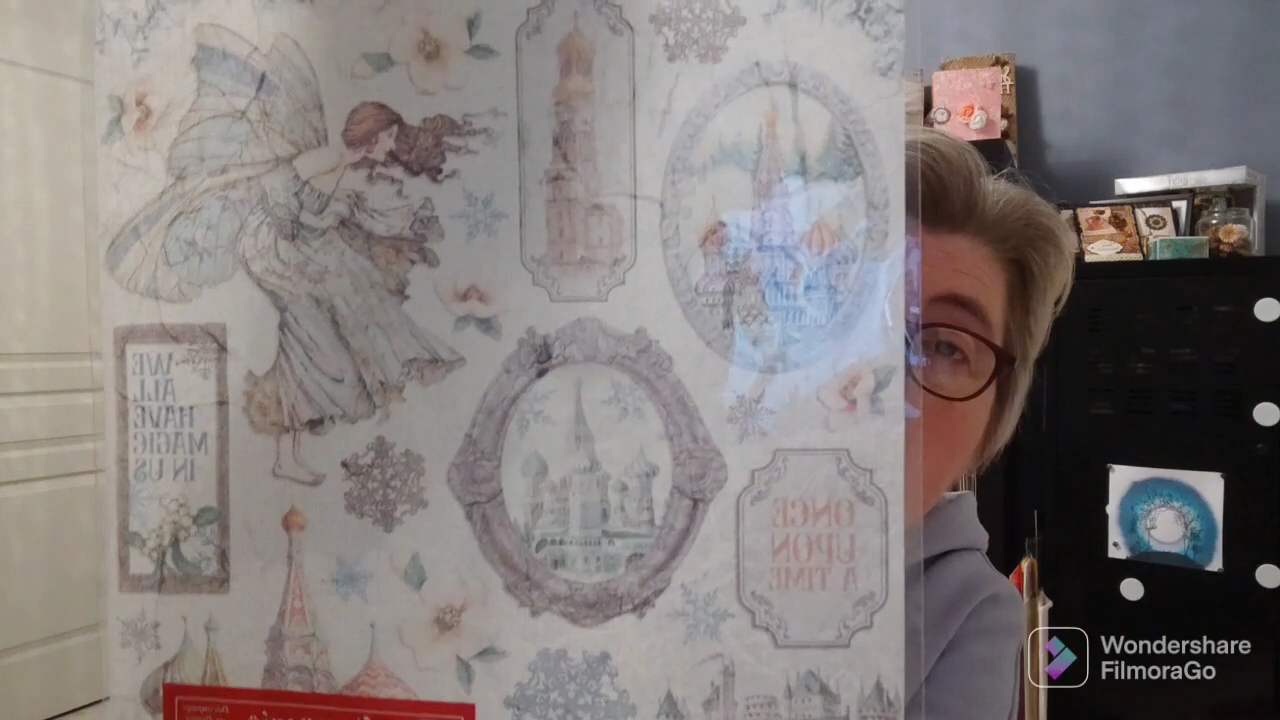 WE
ALL
HAVE
MAGIC
IN US
ONCE
UPON
A TIME
Wondershare
FilmoraGo